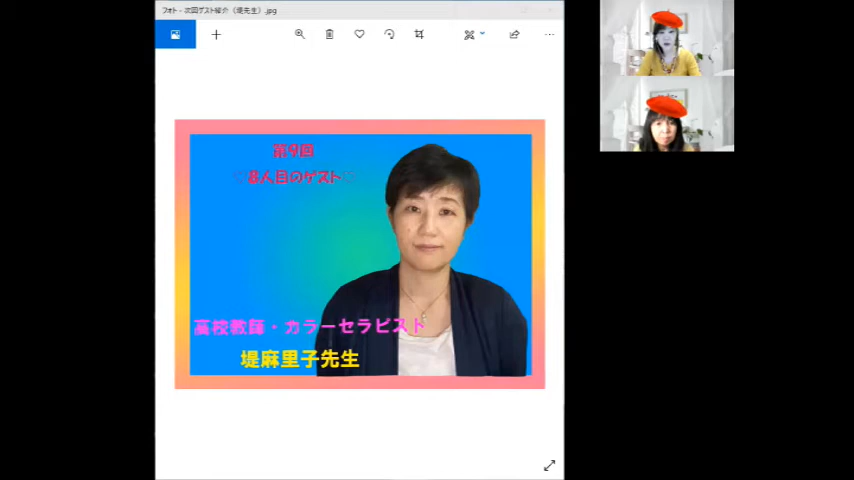 フォト - 次回ゲスト紹介（堤先生）.jpg
第9回
♡8人目のゲスト♡
高校教師・カラーセラピスト
堤麻里子先生